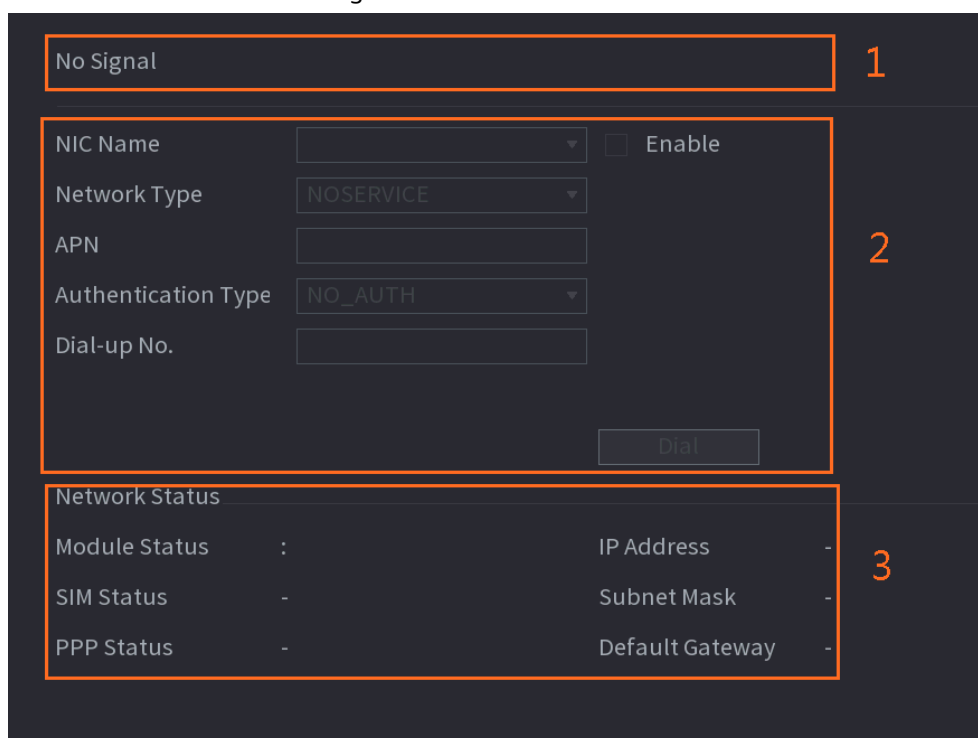 No Signal
1
NIC Name Enable
Network Type NOSERVICE
APN
2
Authentication Type NO_AUTH
Dial-up No.
Dial
Network Status
Module Status : IP Address -
3
SIM Status - Subnet Mask -
PPP Status - Default Gateway -